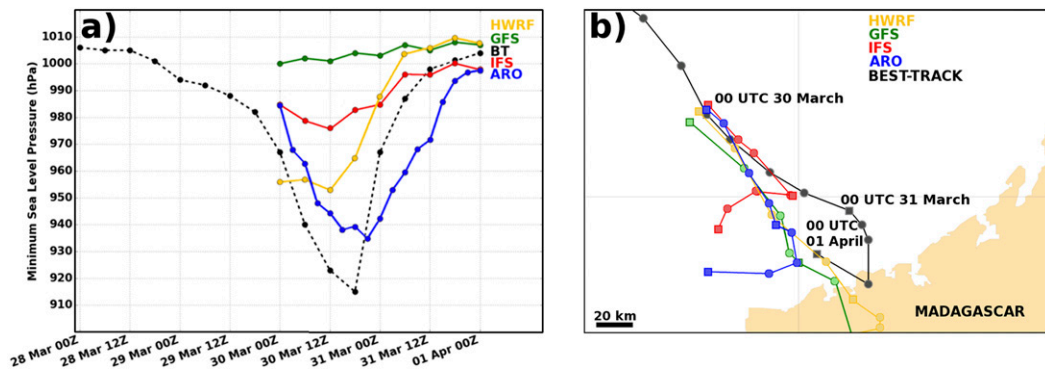 a)
HWRF
GFS
BT
IFS
ARO
Minimum Sea Level Pressure (hPa)
1010
1000
990
980
970
960
950
940
930
920
910
28 Mar 00Z
28 Mar 12Z
29 Mar 00Z
29 Mar 12Z
30 Mar 00Z
30 Mar 12Z
31 Mar 00Z
31 Mar 12Z
01 Apr 00Z
b)
HWRF
GFS
IFS
ARO
BEST-TRACK
00 UTC 30 March
00 UTC 31 March
00 UTC
01 April
20 km
MADAGASCAR